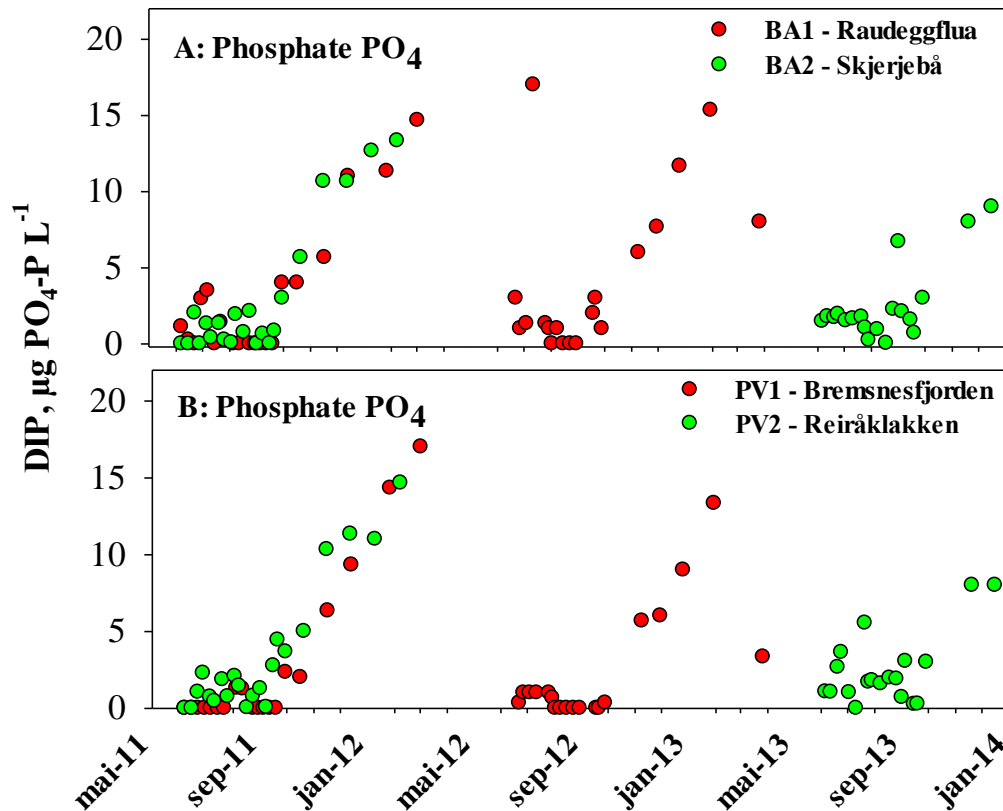 DIP, µg PO4-P L-1
A: Phosphate PO4
BA1 - Raudeggflua
BA2 - Skjerjebå
20
15
10
5
0
B: Phosphate PO4
PV1 - Bremsnesfjorden
PV2 - Reiråklakken
20
15
10
5
0
mai-11
sep-11
jan-12
mai-12
sep-12
jan-13
mai-13
sep-13
jan-14